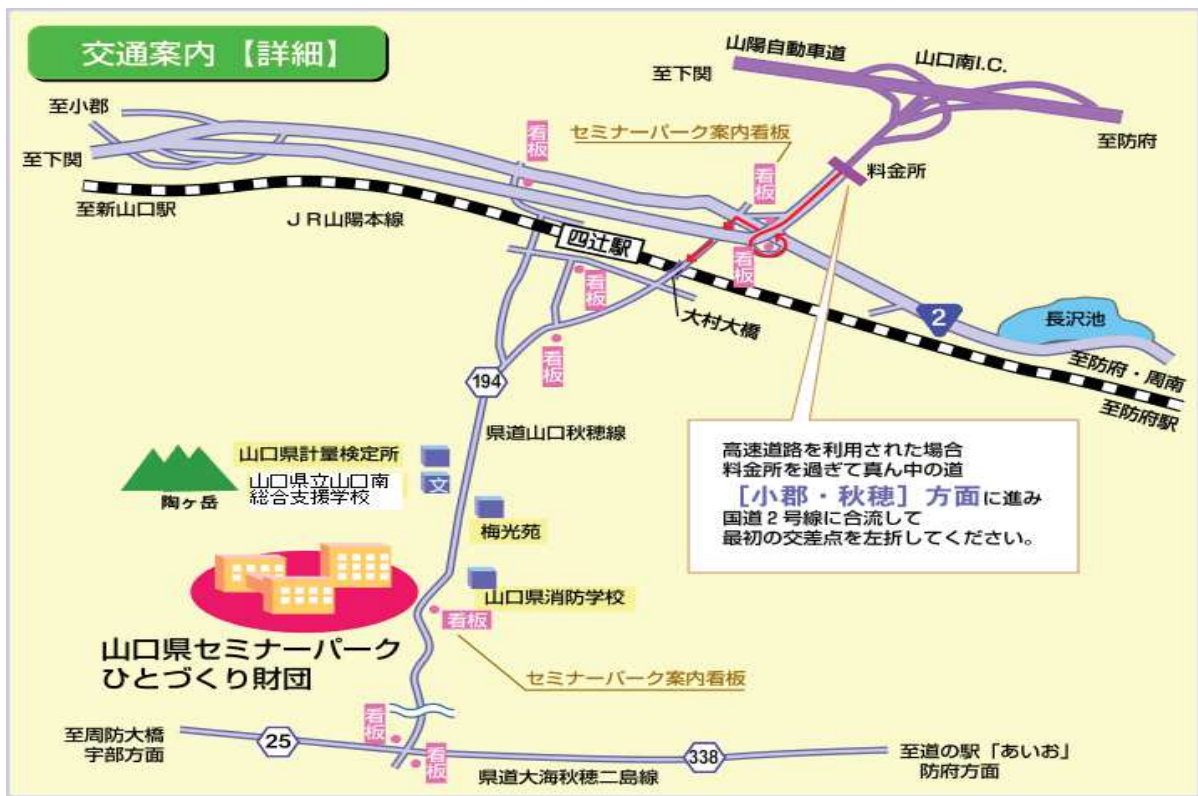 交通案内【詳細】
山陽自動車道
山口南I.C.
至下関
至防府
至小郡
至下関
至新山口駅
看板
セミナーパーク案内看板
看板
料金所
JR山陽本線
四辻駅
看板
看板
大村大橋
2
長沢池
至防府・周南
至防府駅
看板
194
県道山口秋穂線
高速道路を利用された場合
料金所を過ぎて真ん中の道
[小郡・秋穂]方面に進み
国道2号線に合流して
最初の交差点を左折してください。
陶ヶ岳
山口県計量検定所
山口県立山口南
総合支援学校
文
梅光苑
山口県消防学校
看板
山口県セミナーパーク
ひとづくり財団
セミナーパーク案内看板
至周防大橋
宇部方面
25
看板
看板
県道大海秋穂二島線
338
至道の駅「あいお」
防府方面